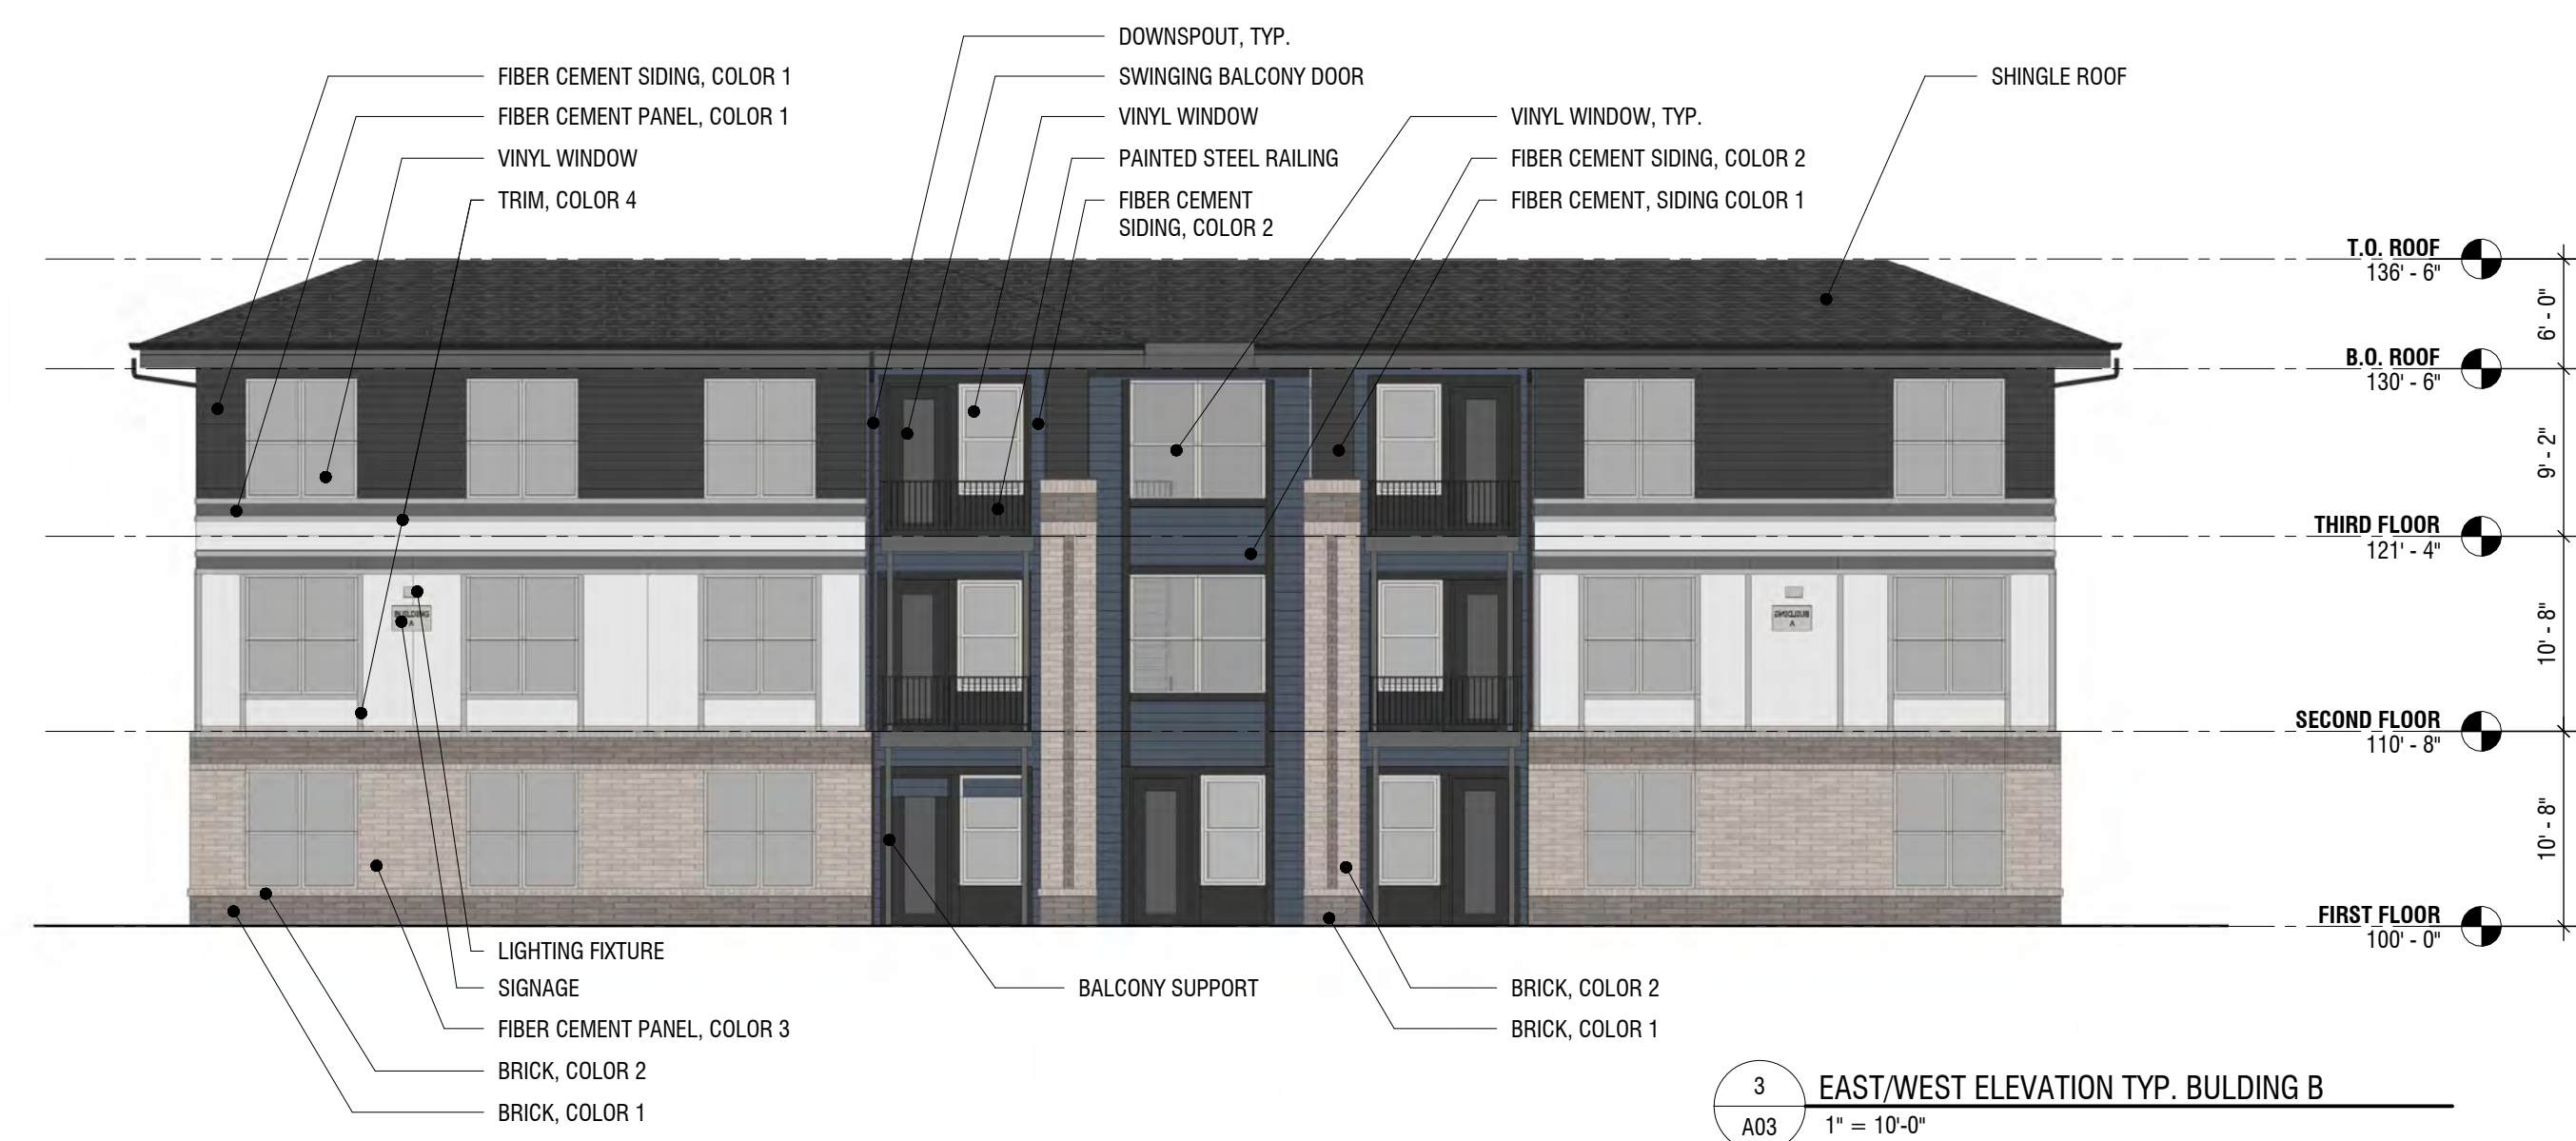 DOWNSPOUT, TYP.
FIBER CEMENT SIDING, COLOR 1
SWINGING BALCONY DOOR
SHINGLE ROOF
FIBER CEMENT PANEL, COLOR 1
VINYL WINDOW
VINYL WINDOW, TYP.
VINYL WINDOW
PAINTED STEEL RAILING
FIBER CEMENT SIDING, COLOR 2
TRIM, COLOR 4
FIBER CEMENT
SIDING, COLOR 2
FIBER CEMENT, SIDING COLOR 1
T.O. ROOF
136' - 6"
6' - 0"
B.O. ROOF
130' - 6"
9' - 2"
THIRD FLOOR
121' - 4"
BUILDING
A
BUILDING
A
10' - 8"
SECOND FLOOR
110' - 8"
10' - 8"
FIRST FLOOR
100' - 0"
LIGHTING FIXTURE
SIGNAGE
BALCONY SUPPORT
BRICK, COLOR 2
FIBER CEMENT PANEL, COLOR 3
BRICK, COLOR 1
BRICK, COLOR 2
BRICK, COLOR 1
3
EAST/WEST ELEVATION TYP. BULDING B
A03
1" = 10'-0"